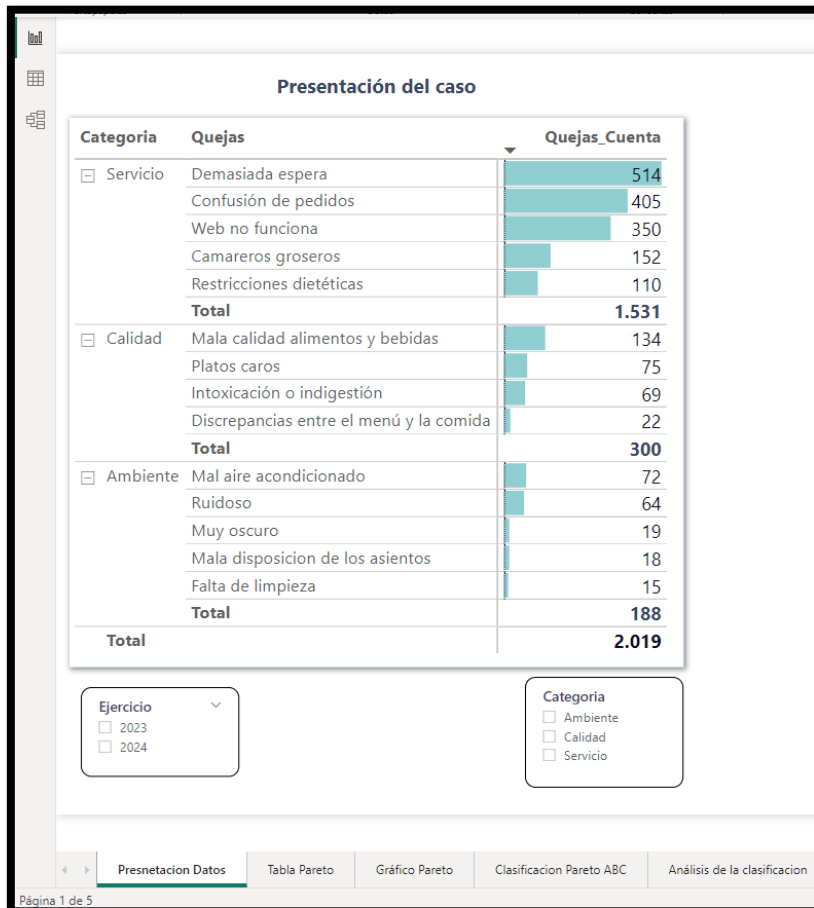 Presentación del caso
Categoria Quejas Quejas_Cuenta
Servicio Demasiada espera 514
Confusión de pedidos 405
Web no funciona 350
Camareros groseros 152
Restricciones dietéticas 110
Total 1.531
Calidad Mala calidad alimentos y bebidas 134
Platos caros 75
Intoxicación o indigestión 69
Discrepancias entre el menú y la comida 22
Total 300
Ambiente Mal aire acondicionado 72
Ruidoso 64
Muy oscuro 19
Mala disposicion de los asientos 18
Falta de limpieza 15
Total 188
Total 2.019
Ejercicio
2023
2024
Categoria
Ambiente
Calidad
Servicio
Presnetacion Datos Tabla Pareto Gráfico Pareto Clasificacion Pareto ABC Análisis de la clasificacion
Página 1 de 5